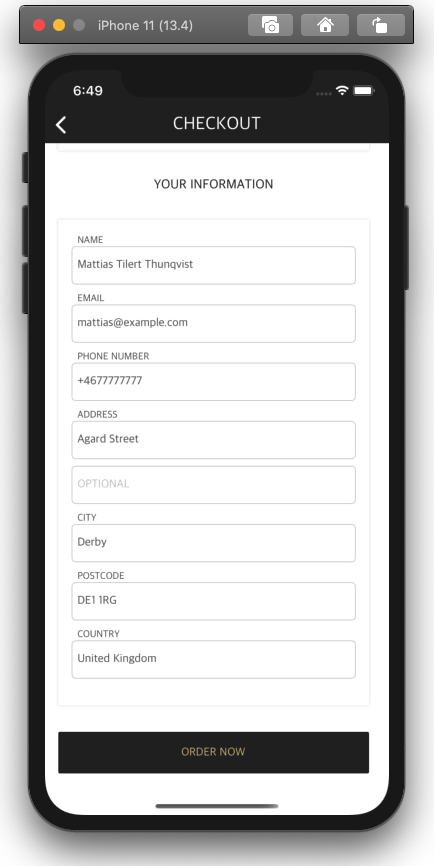 iPhone 11 (13.4)
6:49
CHECKOUT
YOUR INFORMATION
NAME
Mattias Tilert Thunqvist
EMAIL
mattias@example.com
PHONE NUMBER
+4677777777
ADDRESS
Agard Street
OPTIONAL
CITY
Derby
POSTCODE
DE1 1RG
COUNTRY
United Kingdom
ORDER NOW